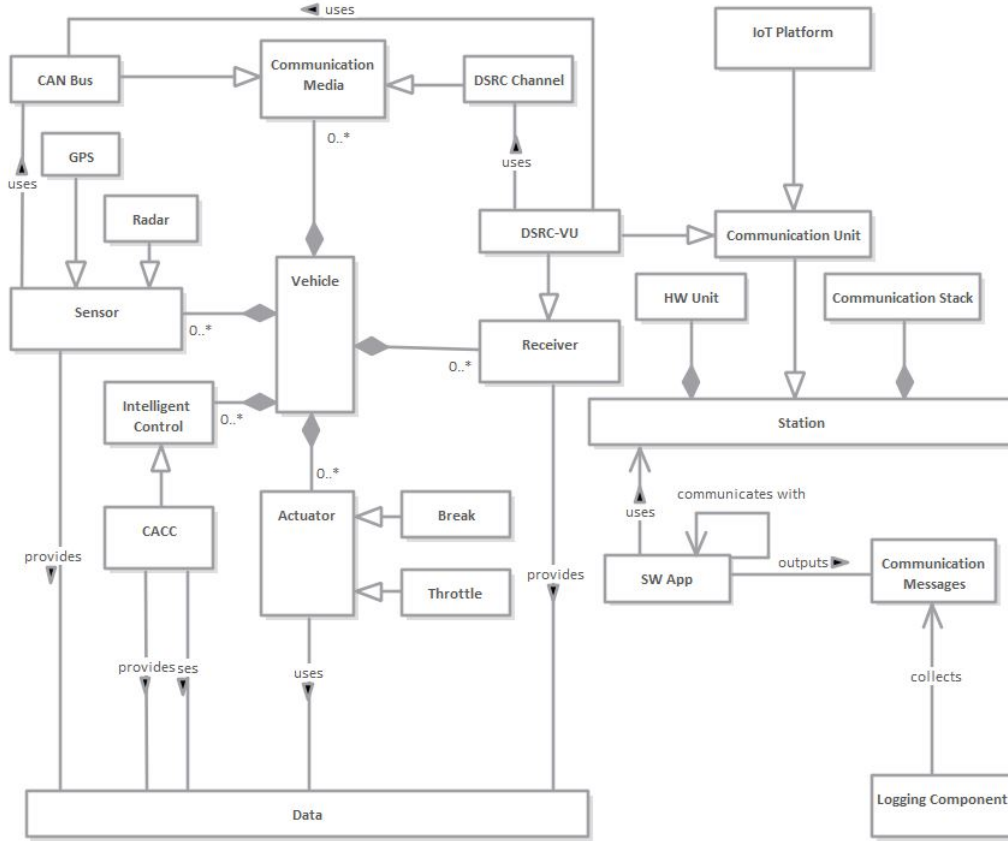 uses
IoT Platform
CAN Bus
Communication
Media
DSRC Channel
0..*
GPS
uses
uses
Radar
DSRC-VU
Communication Unit
Vehicle
HW Unit
Communication Stack
Sensor
0..*
Receiver
0..*
Intelligent
Control
0..*
Station
0..*
communicates with
Actuator
Break
uses
CACC
provides
provides
outputs
Communication
Messages
SW App
Throttle
provides
ses
uses
collects
Data
Logging Component